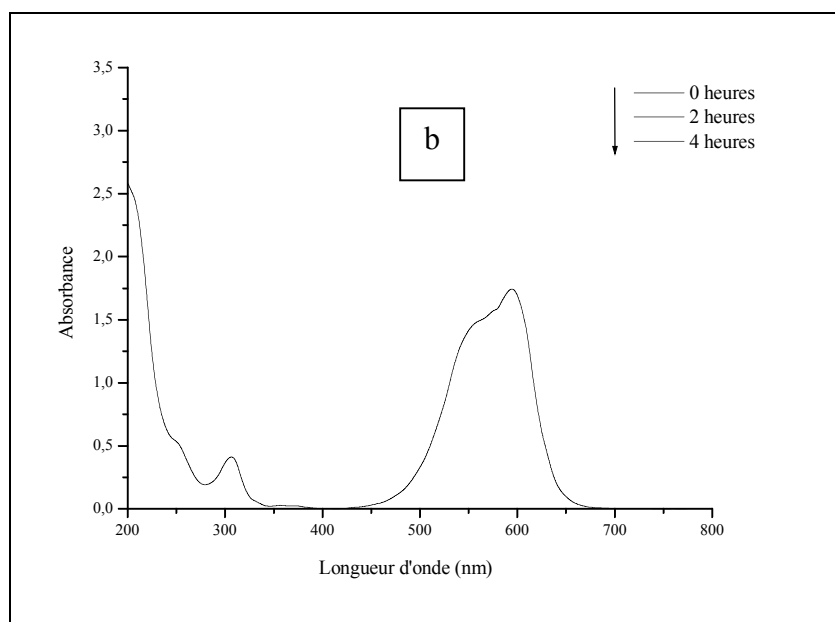 3,5
3,0
2,5
2,0
1,5
1,0
0,5
0,0
Absorbance
b
0 heures
2 heures
4 heures
200 300 400 500 600 700 800
Longueur d'onde (nm)